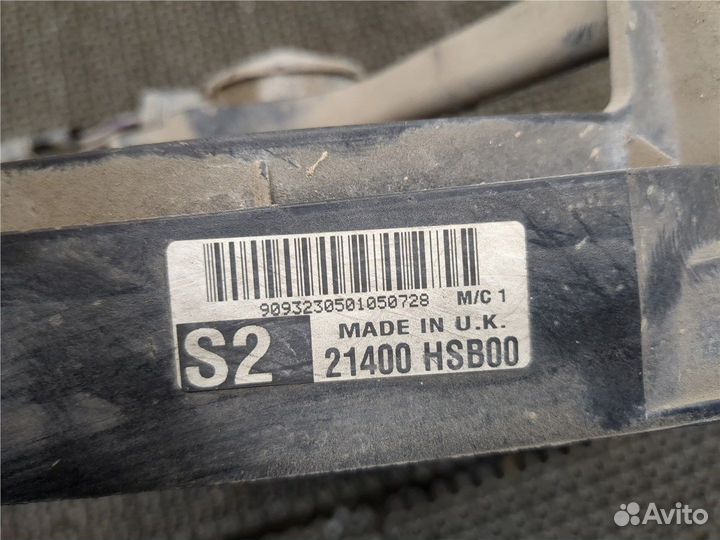 9093230501050728 M/C 1
MADE IN U.K.
S2 21400 HSB00
Avito